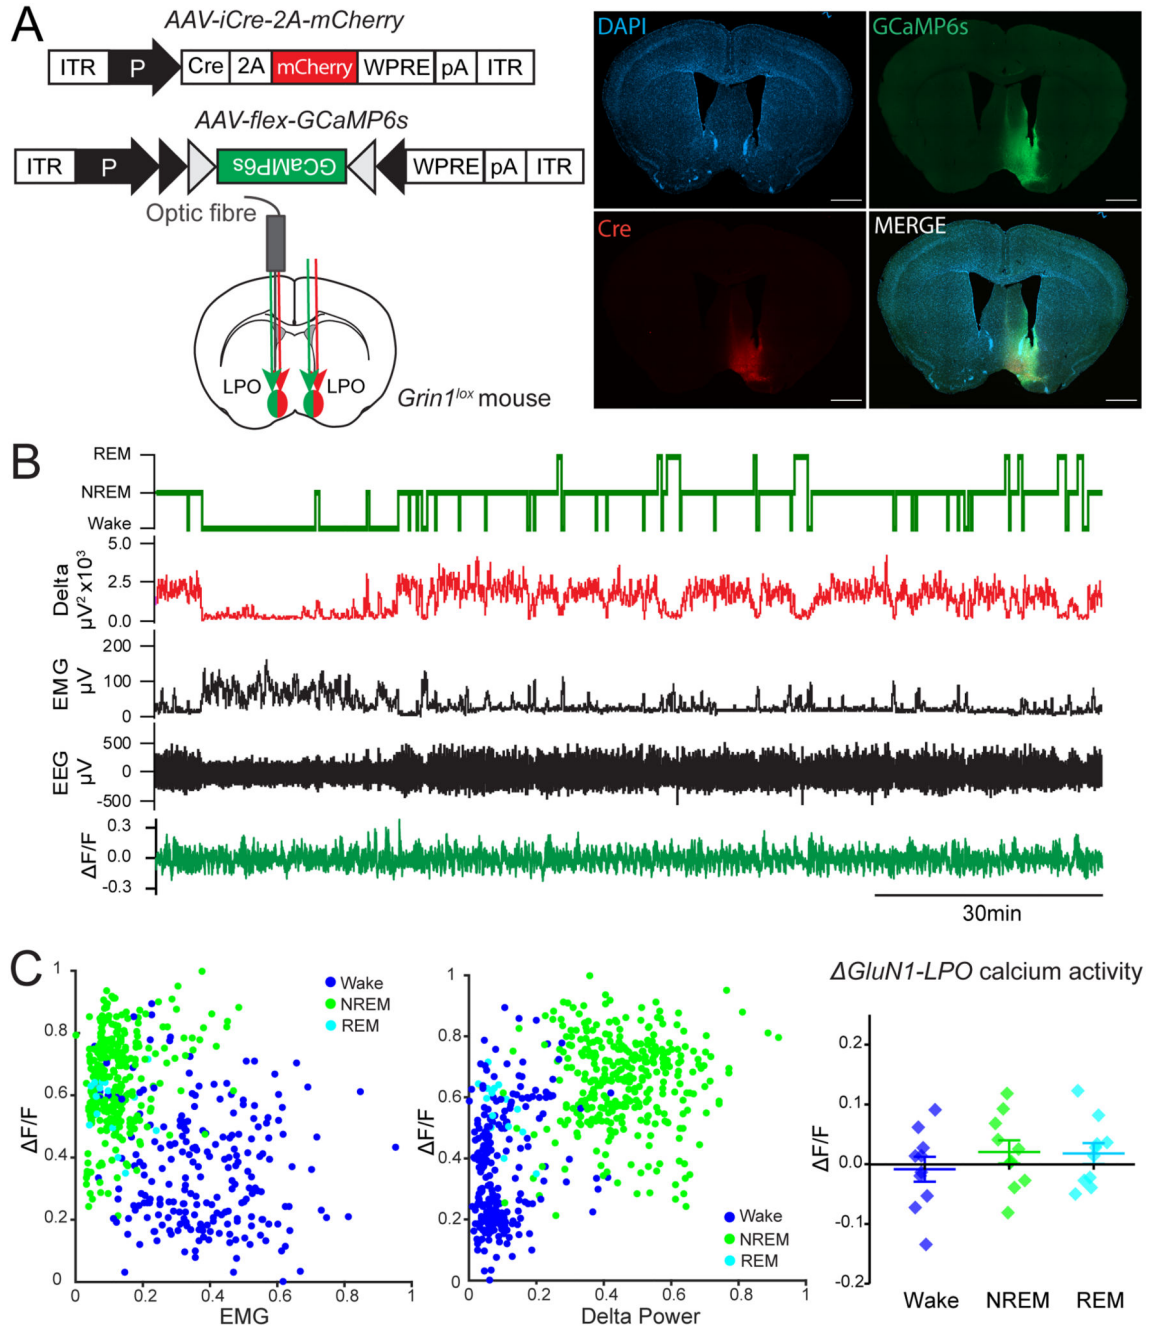 A
AAV-iCre-2A-mCherry
ITR P Cre 2A mCherry WPRE pA ITR
AAV-flex-GCaMP6s
ITR P GCaMP6s WPRE pA ITR
Optic fibre
LPO LPO
Grin1lox mouse
DAPI
GCaMP6s
Cre
MERGE
B
REM
NREM
Wake
Delta
µV² x10³
5.0
2.5
0.0
EMG
µV
200
100
0
EEG
µV
500
0
-500
ΔF/F
0.3
0.0
-0.3
30min
C
ΔF/F
1
0.8
0.6
0.4
0.2
0
0 0.2 0.4 0.6 0.8 1
EMG
Wake
NREM
REM
ΔF/F
1
0.8
0.6
0.4
0.2
0
0 0.2 0.4 0.6 0.8 1
Delta Power
Wake
NREM
REM
ΔGluN1-LPO calcium activity
ΔF/F
0.2
0.1
0.0
-0.1
-0.2
Wake NREM REM